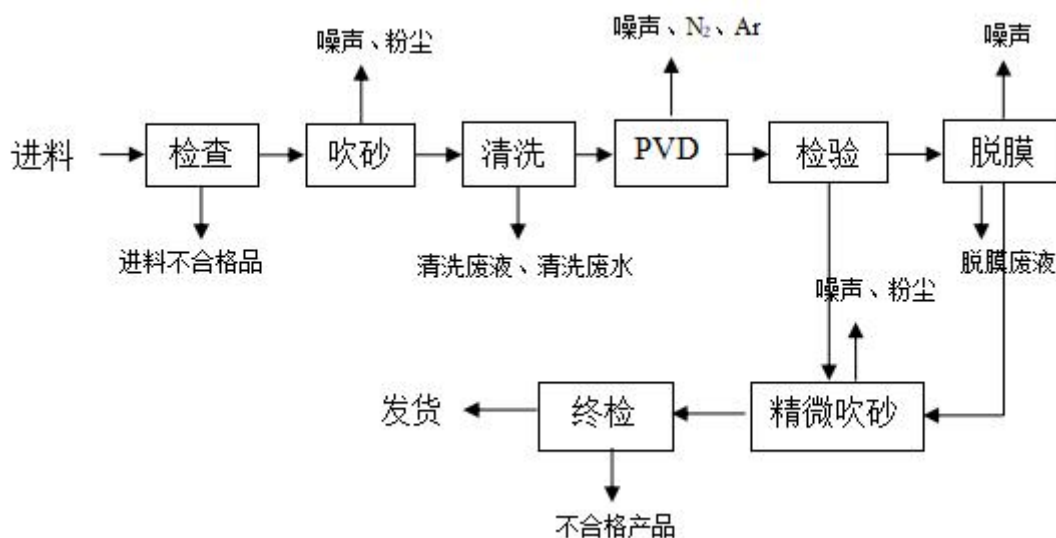 噪声、粉尘
噪声、N₂、Ar
噪声
进料
检查
吹砂
清洗
PVD
检验
脱膜
进料不合格品
清洗废液、清洗废水
脱膜废液
噪声、粉尘
发货
终检
精微吹砂
不合格产品